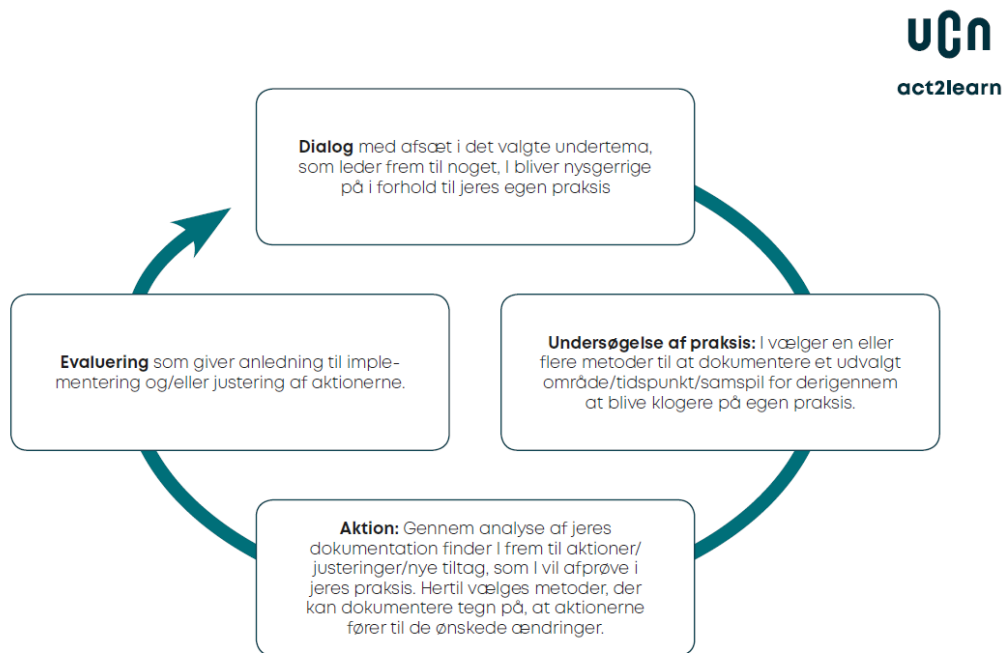 ucn
act2learn
Dialog med afsæt i det valgte undertema,
som leder frem til noget, I bliver nysgerrige
på i forhold til jeres egen praksis
Undersøgelse af praksis: I vælger en eller
flere metoder til at dokumentere et udvalgt
område/tidspunkt/samspil for derigennem
at blive klogere på egen praksis.
Aktion: Gennem analyse af jeres
dokumentation finder I frem til aktioner/
justeringer/nye tiltag, som I vil afprøve i
jeres praksis. Hertil vælges metoder, der
kan dokumentere tegn på, at aktionerne
fører til de ønskede ændringer.
Evaluering som giver anledning til imple-
mentering og/eller justering af aktionerne.